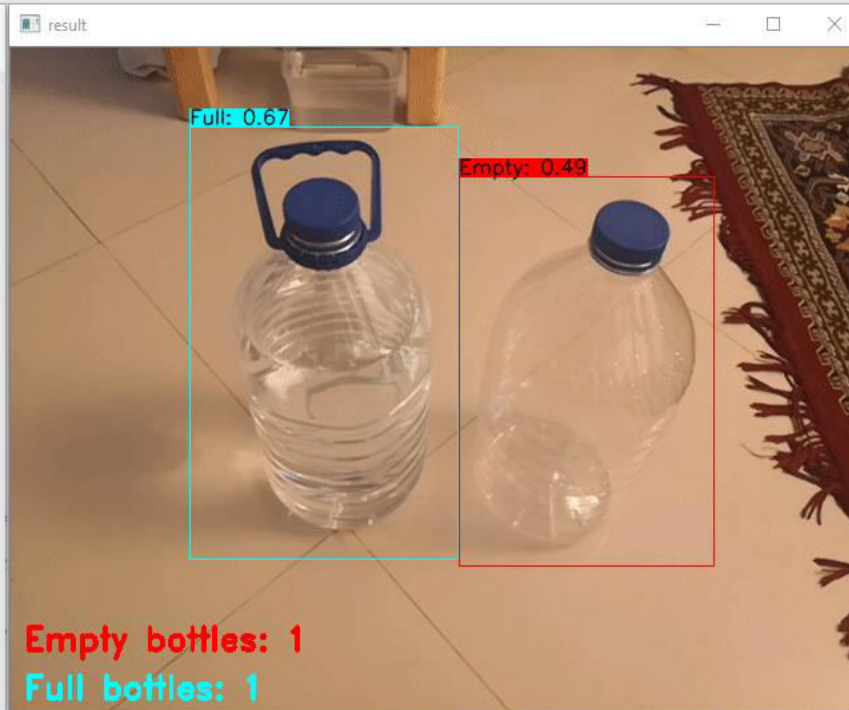 result
Full: 0.67
Empty: 0.49
Empty bottles: 1
Full bottles: 1